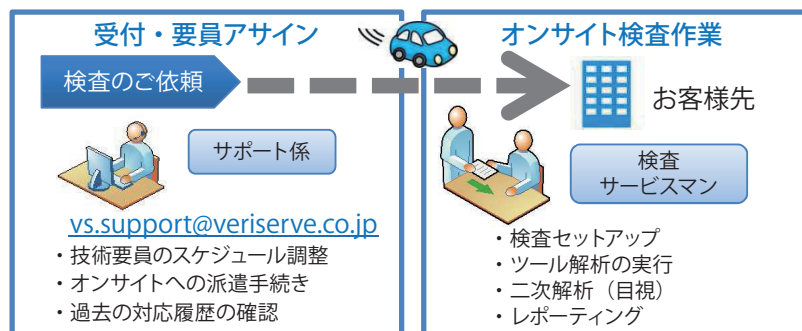 受付・要員アサイン
検査のご依頼
サポート係
vs.support@veriserve.co.jp
・技術要員のスケジュール調整
・オンサイトへの派遣手続き
・過去の対応履歴の確認
オンサイト検査作業
お客様先
検査
サービスマン
・検査セットアップ
・ツール解析の実行
・二次解析（目視）
・レポーティング